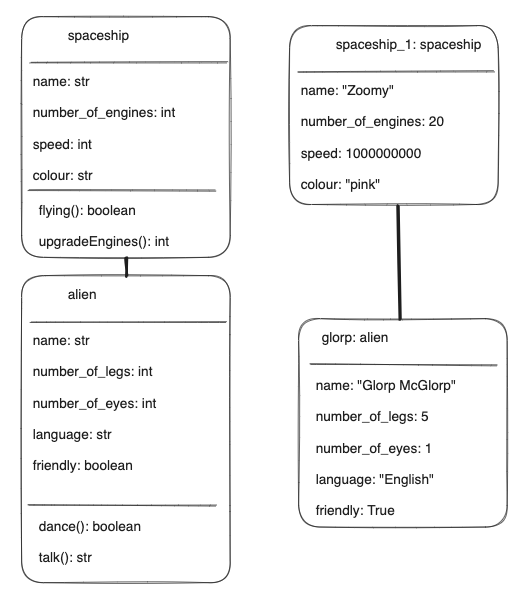 spaceship
name: str
number_of_engines: int
speed: int
colour: str
flying(): boolean
upgradeEngines(): int
alien
name: str
number_of_legs: int
number_of_eyes: int
language: str
friendly: boolean
dance(): boolean
talk(): str
spaceship_1: spaceship
name: "Zoomy"
number_of_engines: 20
speed: 1000000000
colour: "pink"
glorp: alien
name: "Glorp McGlorp"
number_of_legs: 5
number_of_eyes: 1
language: "English"
friendly: True